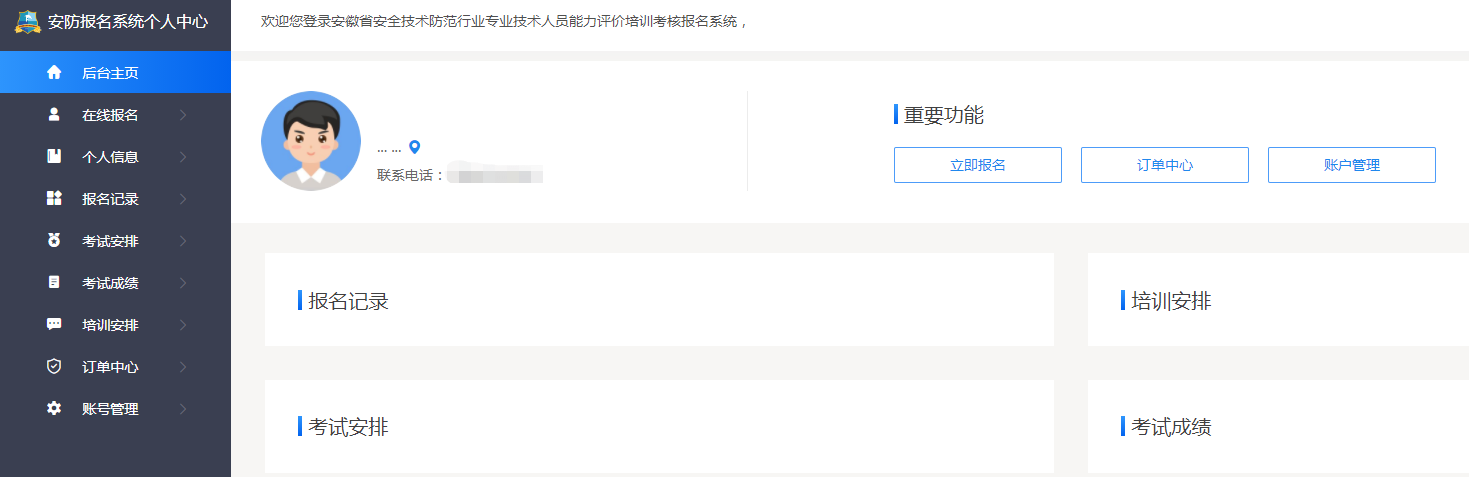 安防报名系统个人中心
欢迎您登录安徽省安全技术防范行业专业技术人员能力评价培训考核报名系统，
后台主页
在线报名
个人信息
报名记录
考试安排
考试成绩
培训安排
订单中心
账号管理
... ...
联系电话：
重要功能
立即报名
订单中心
账户管理
报名记录
培训安排
考试安排
考试成绩